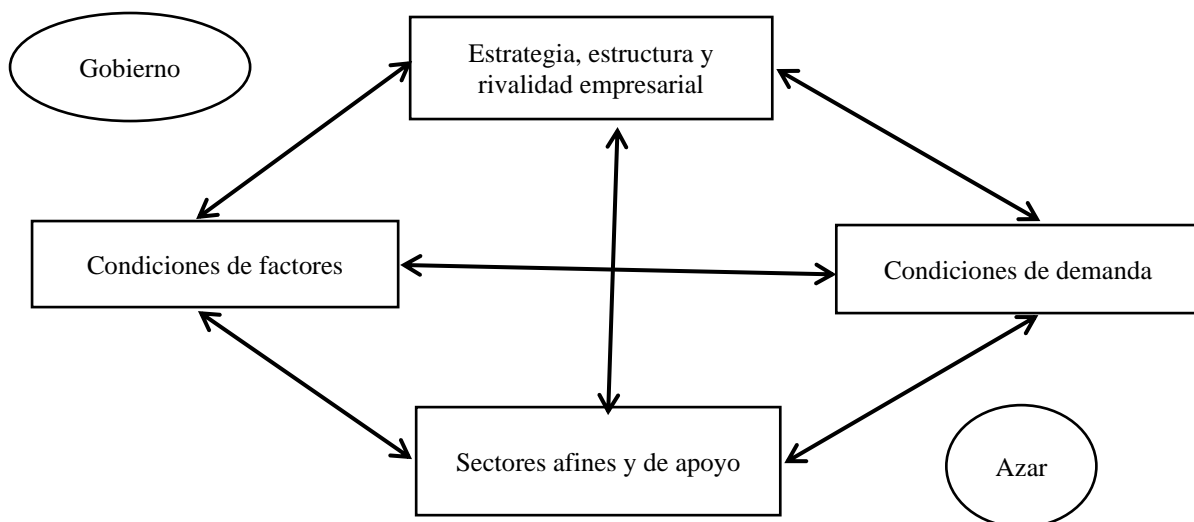 Gobierno
Estrategia, estructura y
rivalidad empresarial
Condiciones de factores
Condiciones de demanda
Sectores afines y de apoyo
Azar